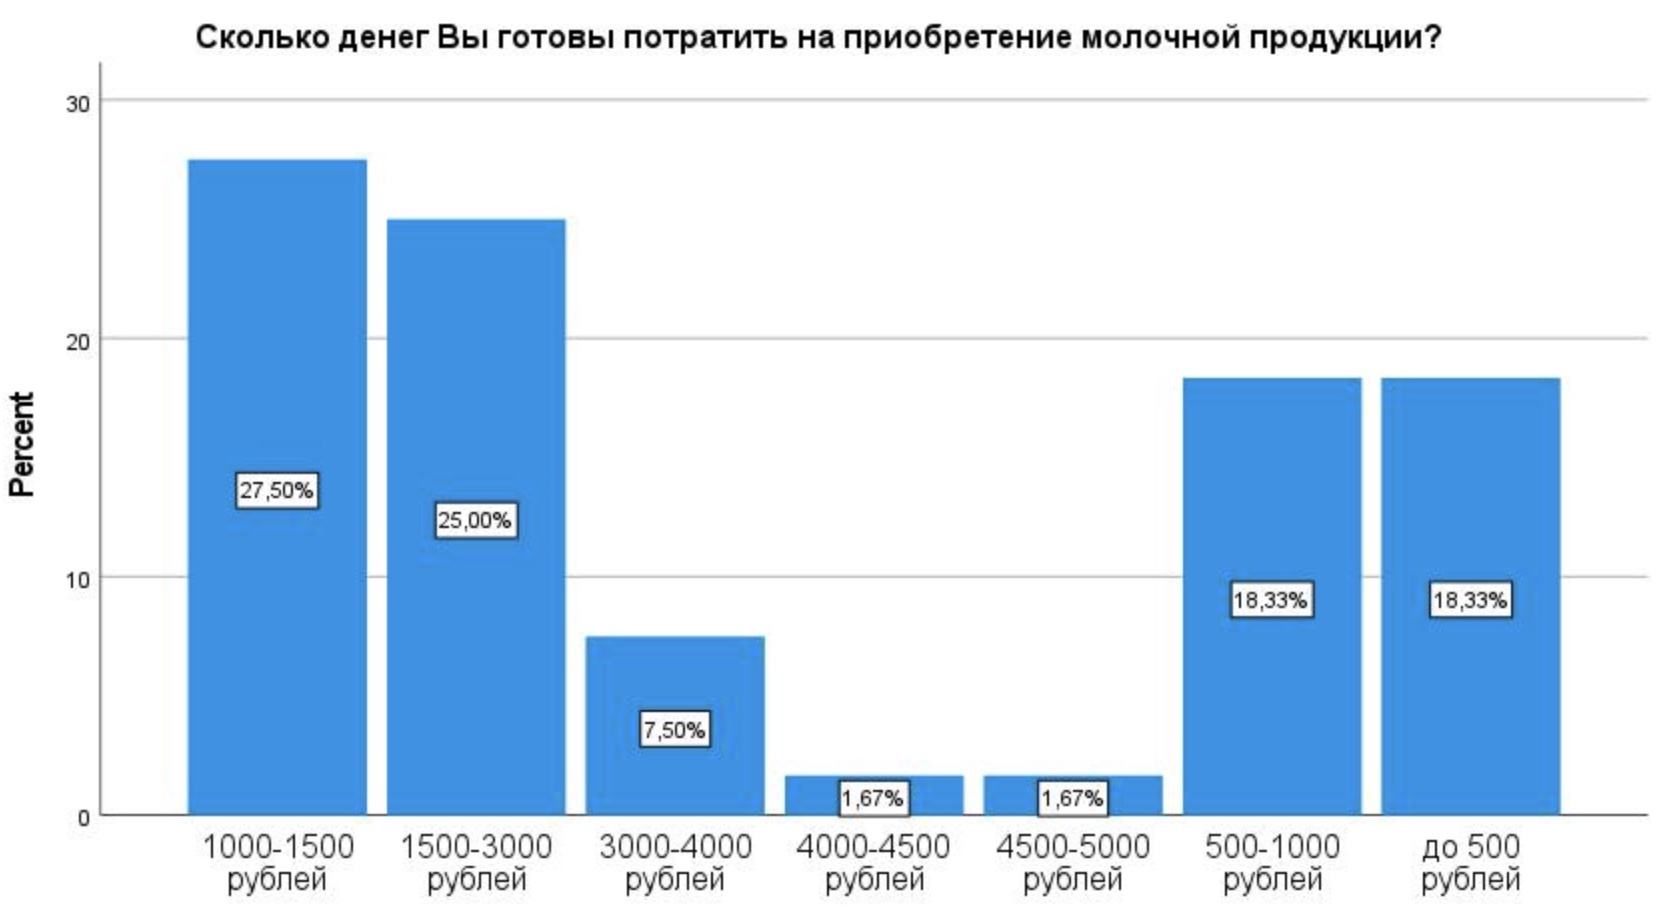 Сколько денег Вы готовы потратить на приобретение молочной продукции?
Percent
30
20
10
0
27,50%
25,00%
7,50%
1,67%
1,67%
18,33%
18,33%
1000-1500
рублей
1500-3000
рублей
3000-4000
рублей
4000-4500
рублей
4500-5000
рублей
500-1000
рублей
до 500
рублей